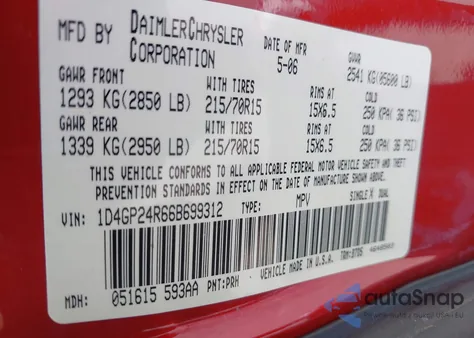 MFD BY DAIMLERCHRYSLER CORPORATION DATE OF MFR 5-06 GVWR 2541 KG(05600 LB)
GAWR FRONT WITH TIRES RIMS AT COLD
1293 KG(2850 LB) 215/70R15 15X6.5 250 KPA( 36 PSI)
GAWR REAR WITH TIRES RIMS AT COLD
1339 KG(2950 LB) 215/70R15 15X6.5 250 KPA( 36 PSI)
THIS VEHICLE CONFORMS TO ALL APPLICABLE FEDERAL MOTOR VEHICLE SAFETY AND THEFT
PREVENTION STANDARDS IN EFFECT ON THE DATE OF MANUFACTURE SHOWN ABOVE.
VIN: 1D4GP24R66B699312 TYPE: MPV SINGLE X DUAL
MDH: 051615 593AA PNT:PRH VEHICLE MADE IN U.S.A.
autoSnap